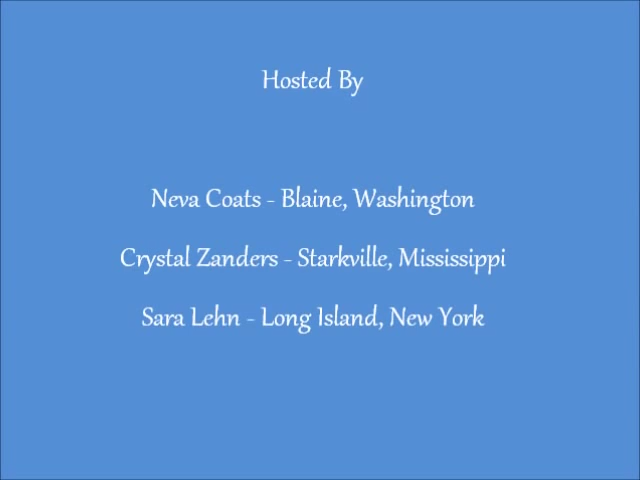 Hosted By
Neva Coats - Blaine, Washington
Crystal Zanders - Starkville, Mississippi
Sara Lehn - Long Island, New York